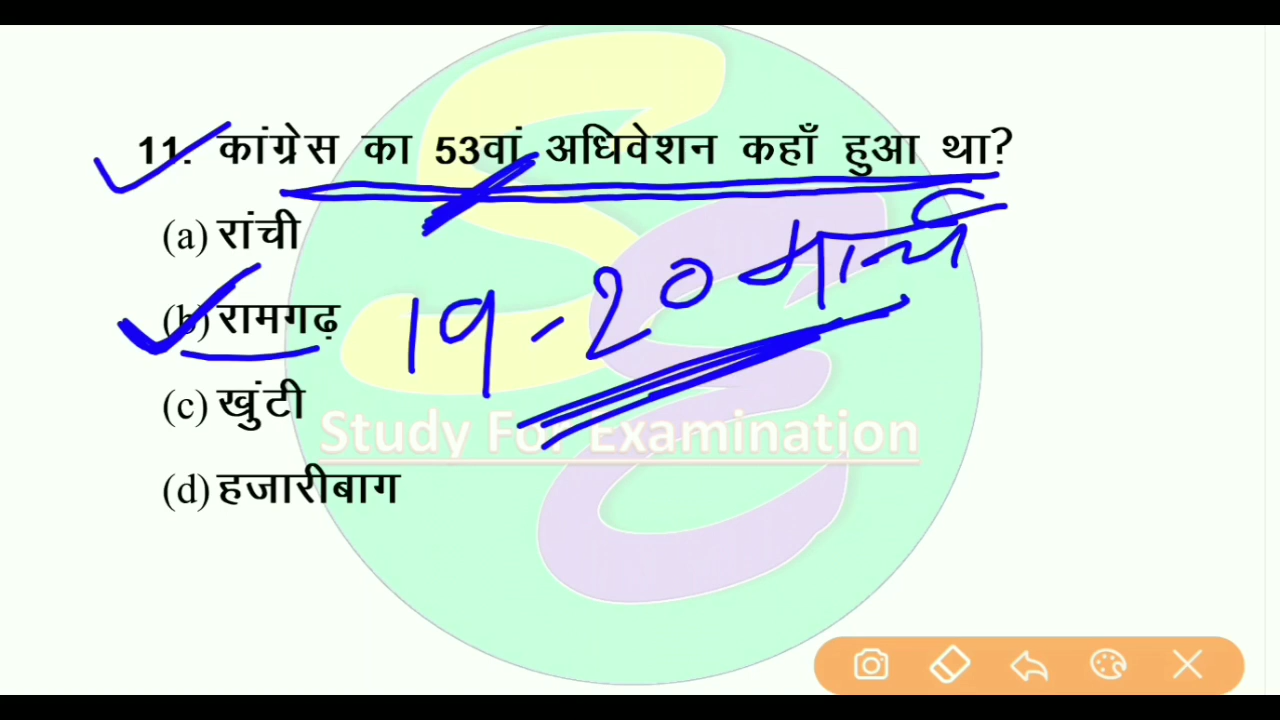 11. कांग्रेस का 53वां अधिवेशन कहाँ हुआ था?
(a) रांची
(b) रामगढ़
19-20 मार्च
(c) खुंटी
Study For Examination
(d) हजारीबाग